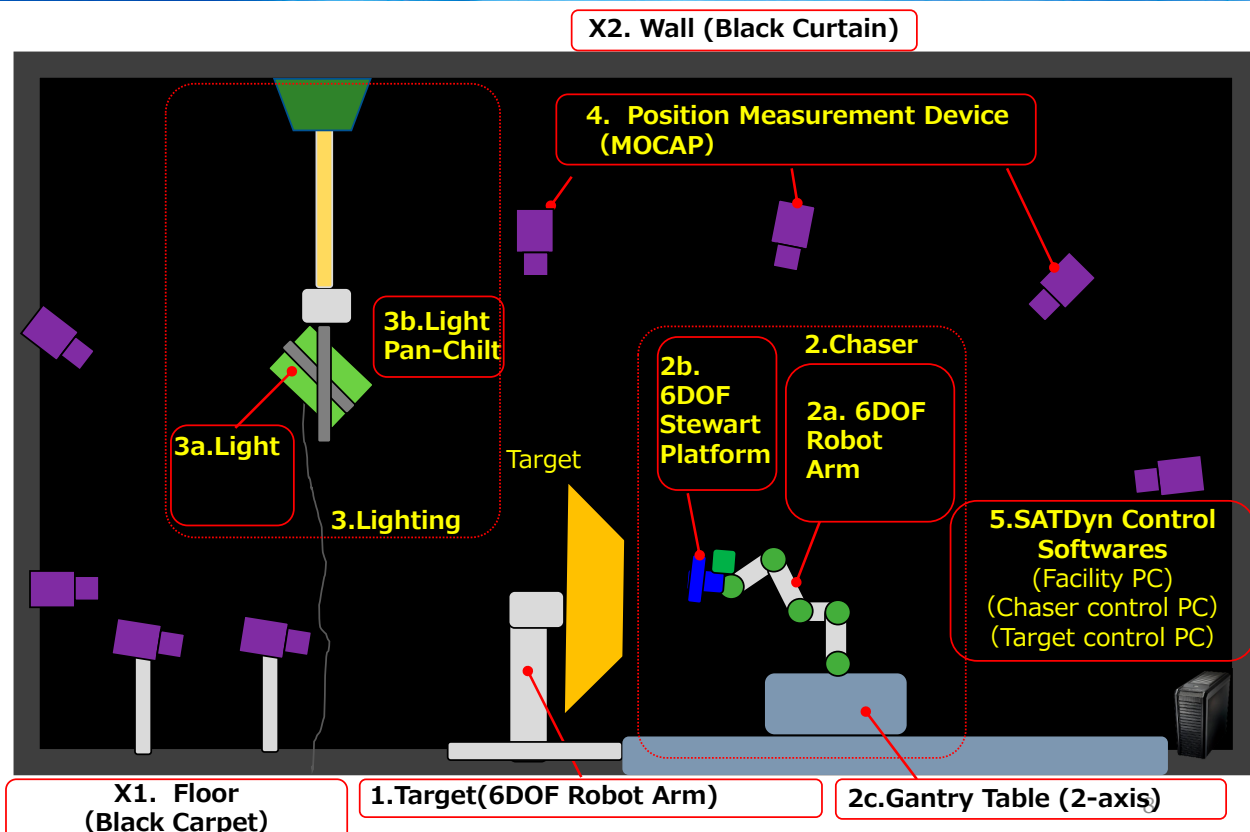 X2. Wall (Black Curtain)
4. Position Measurement Device
（MOCAP）
3b.Light
Pan-Chilt
2.Chaser
2b.
6DOF
Stewart
Platform
2a. 6DOF
Robot
Arm
3a.Light
Target
3.Lighting
5.SATDyn Control
Softwares
(Facility PC)
（Chaser control PC）
（Target control PC）
X1. Floor
(Black Carpet)
1.Target(6DOF Robot Arm)
2c.Gantry Table (2-axis)
8